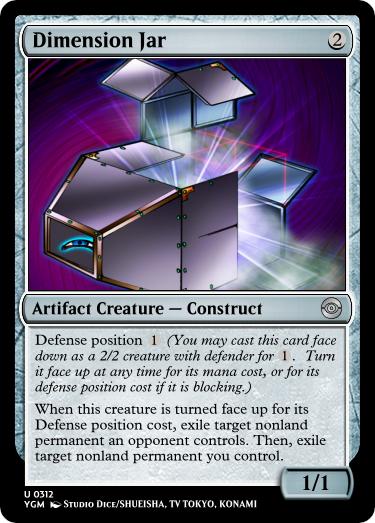 Dimension Jar 2
Artifact Creature — Construct
Defense position 1 (You may cast this card face
down as a 2/2 creature with defender for 1 . Turn
it face up at any time for its mana cost, or for its
defense position cost if it is blocking.)
When this creature is turned face up for its
Defense position cost, exile target nonland
permanent an opponent controls. Then, exile
target nonland permanent you control.
1/1
U 0312
YGM STUDIO DICE/SHUEISHA, TV TOKYO, KONAMI